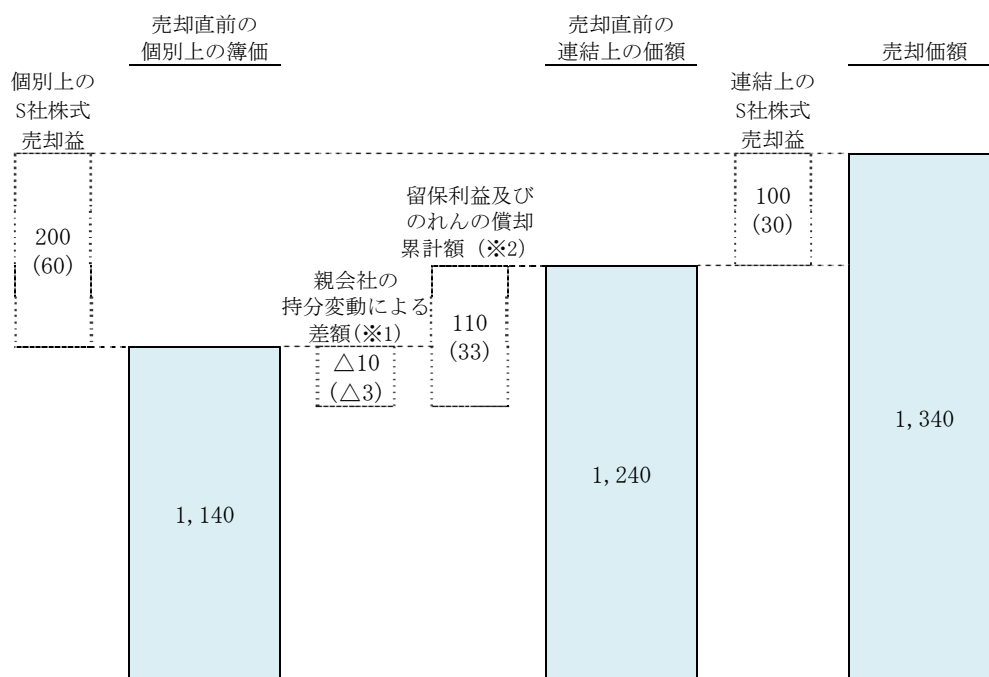 売却直前の
個別上の簿価
売却直前の
連結上の価額
売却価額
個別上の
S社株式
売却益
連結上の
S社株式
売却益
200
(60)
留保利益及び
のれんの償却
累計額（※2）
100
(30)
親会社の
持分変動による
差額(※1)
110
(33)
△10
(△3)
1,140
1,240
1,340